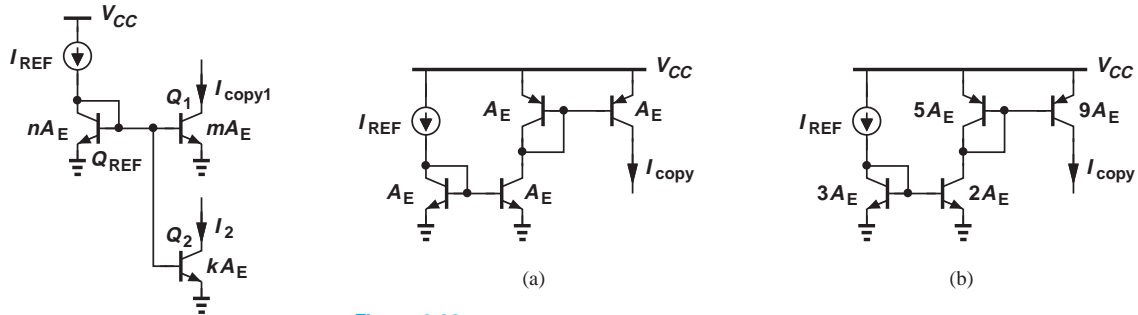 V_CC
I_REF
Q_1
I_copy1
nA_E
mA_E
Q_REF
Q_2
I_2
kA_E
V_CC
I_REF
A_E
A_E
I_copy
A_E
A_E
(a)
V_CC
I_REF
5A_E
9A_E
I_copy
3A_E
2A_E
(b)